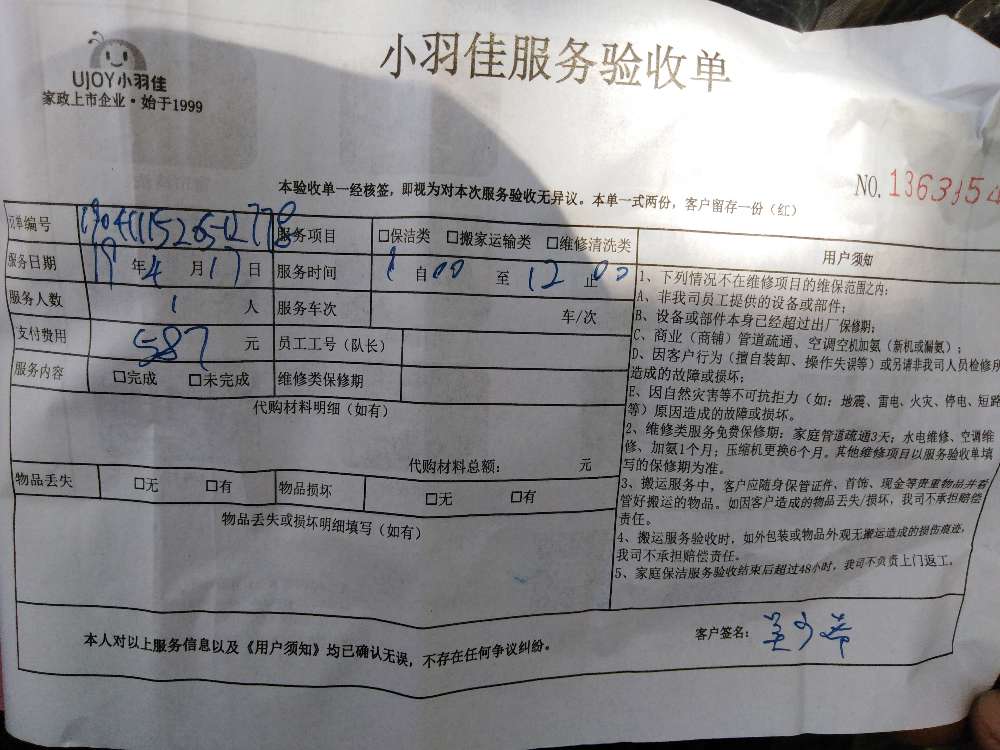 UJOY小羽佳
家政上市企业·始于1999
小羽佳服务验收单
本验收单一经核签，即视为对本次服务验收无异议。本单一式两份，客户留存一份（红）
NO.
单编号
服务项目 □保洁类 □搬家运输类 □维修清洗类
服务日期 19 年 4 月 17 日 服务时间 自00 至 12 止00
服务人数 1 人 服务车次 车/次
支付费用 587 元 员工工号（队长）
服务内容 □完成 □未完成 维修类保修期
代购材料明细（如有）
代购材料总额： 元
物品丢失 □无 □有 物品损坏 □无 □有
物品丢失或损坏明细填写（如有）
用户须知
1、下列情况不在维修项目的维保范围之内：
A、非我司员工提供的设备或部件；
B、设备或部件本身已经超过出厂保修期；
C、商业（商铺）管道疏通、空调空机加氨（新机或漏氨）；
D、因客户行为（擅自装卸、操作失误等）或另请非我司人员检修所
造成的故障或损坏；
E、因自然灾害等不可抗拒力（如：地震、雷电、火灾、停电、短路
等）原因造成的故障或损坏。
2、维修类服务免费保修期：家庭管道疏通3天；水电维修、空调维
修、加氨1个月；压缩机更换6个月。其他维修项目以服务验收单填
写的保修期为准。
3、搬运服务中，客户应随身保管证件、首饰、现金等贵重物品并看
管好搬运的物品。如因客户造成的物品丢失/损坏，我司不承担赔偿
责任。
4、搬运服务验收时，如外包装或物品外观无搬运造成的损伤痕迹，
我司不承担赔偿责任。
5、家庭保洁服务验收结束后超过48小时，我司不负责上门返工。
本人对以上服务信息以及《用户须知》均已确认无误，不存在任何争议纠纷。
客户签名：